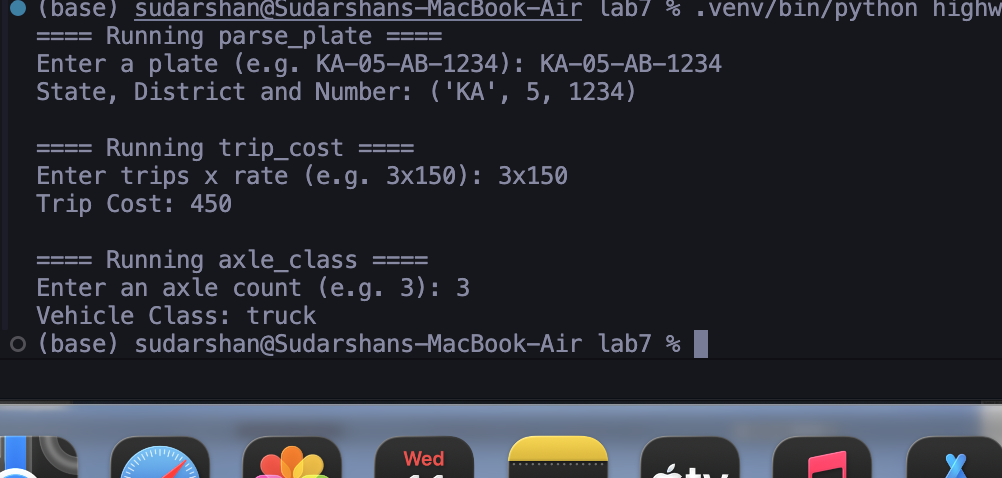 (base) sudarshan@Sudarshans-MacBook-Air lab7 % .venv/bin/python highw
==== Running parse_plate ====
Enter a plate (e.g. KA-05-AB-1234): KA-05-AB-1234
State, District and Number: ('KA', 5, 1234)
==== Running trip_cost ====
Enter trips x rate (e.g. 3x150): 3x150
Trip Cost: 450
==== Running axle_class ====
Enter an axle count (e.g. 3): 3
Vehicle Class: truck
(base) sudarshan@Sudarshans-MacBook-Air lab7 %
Wed
tv